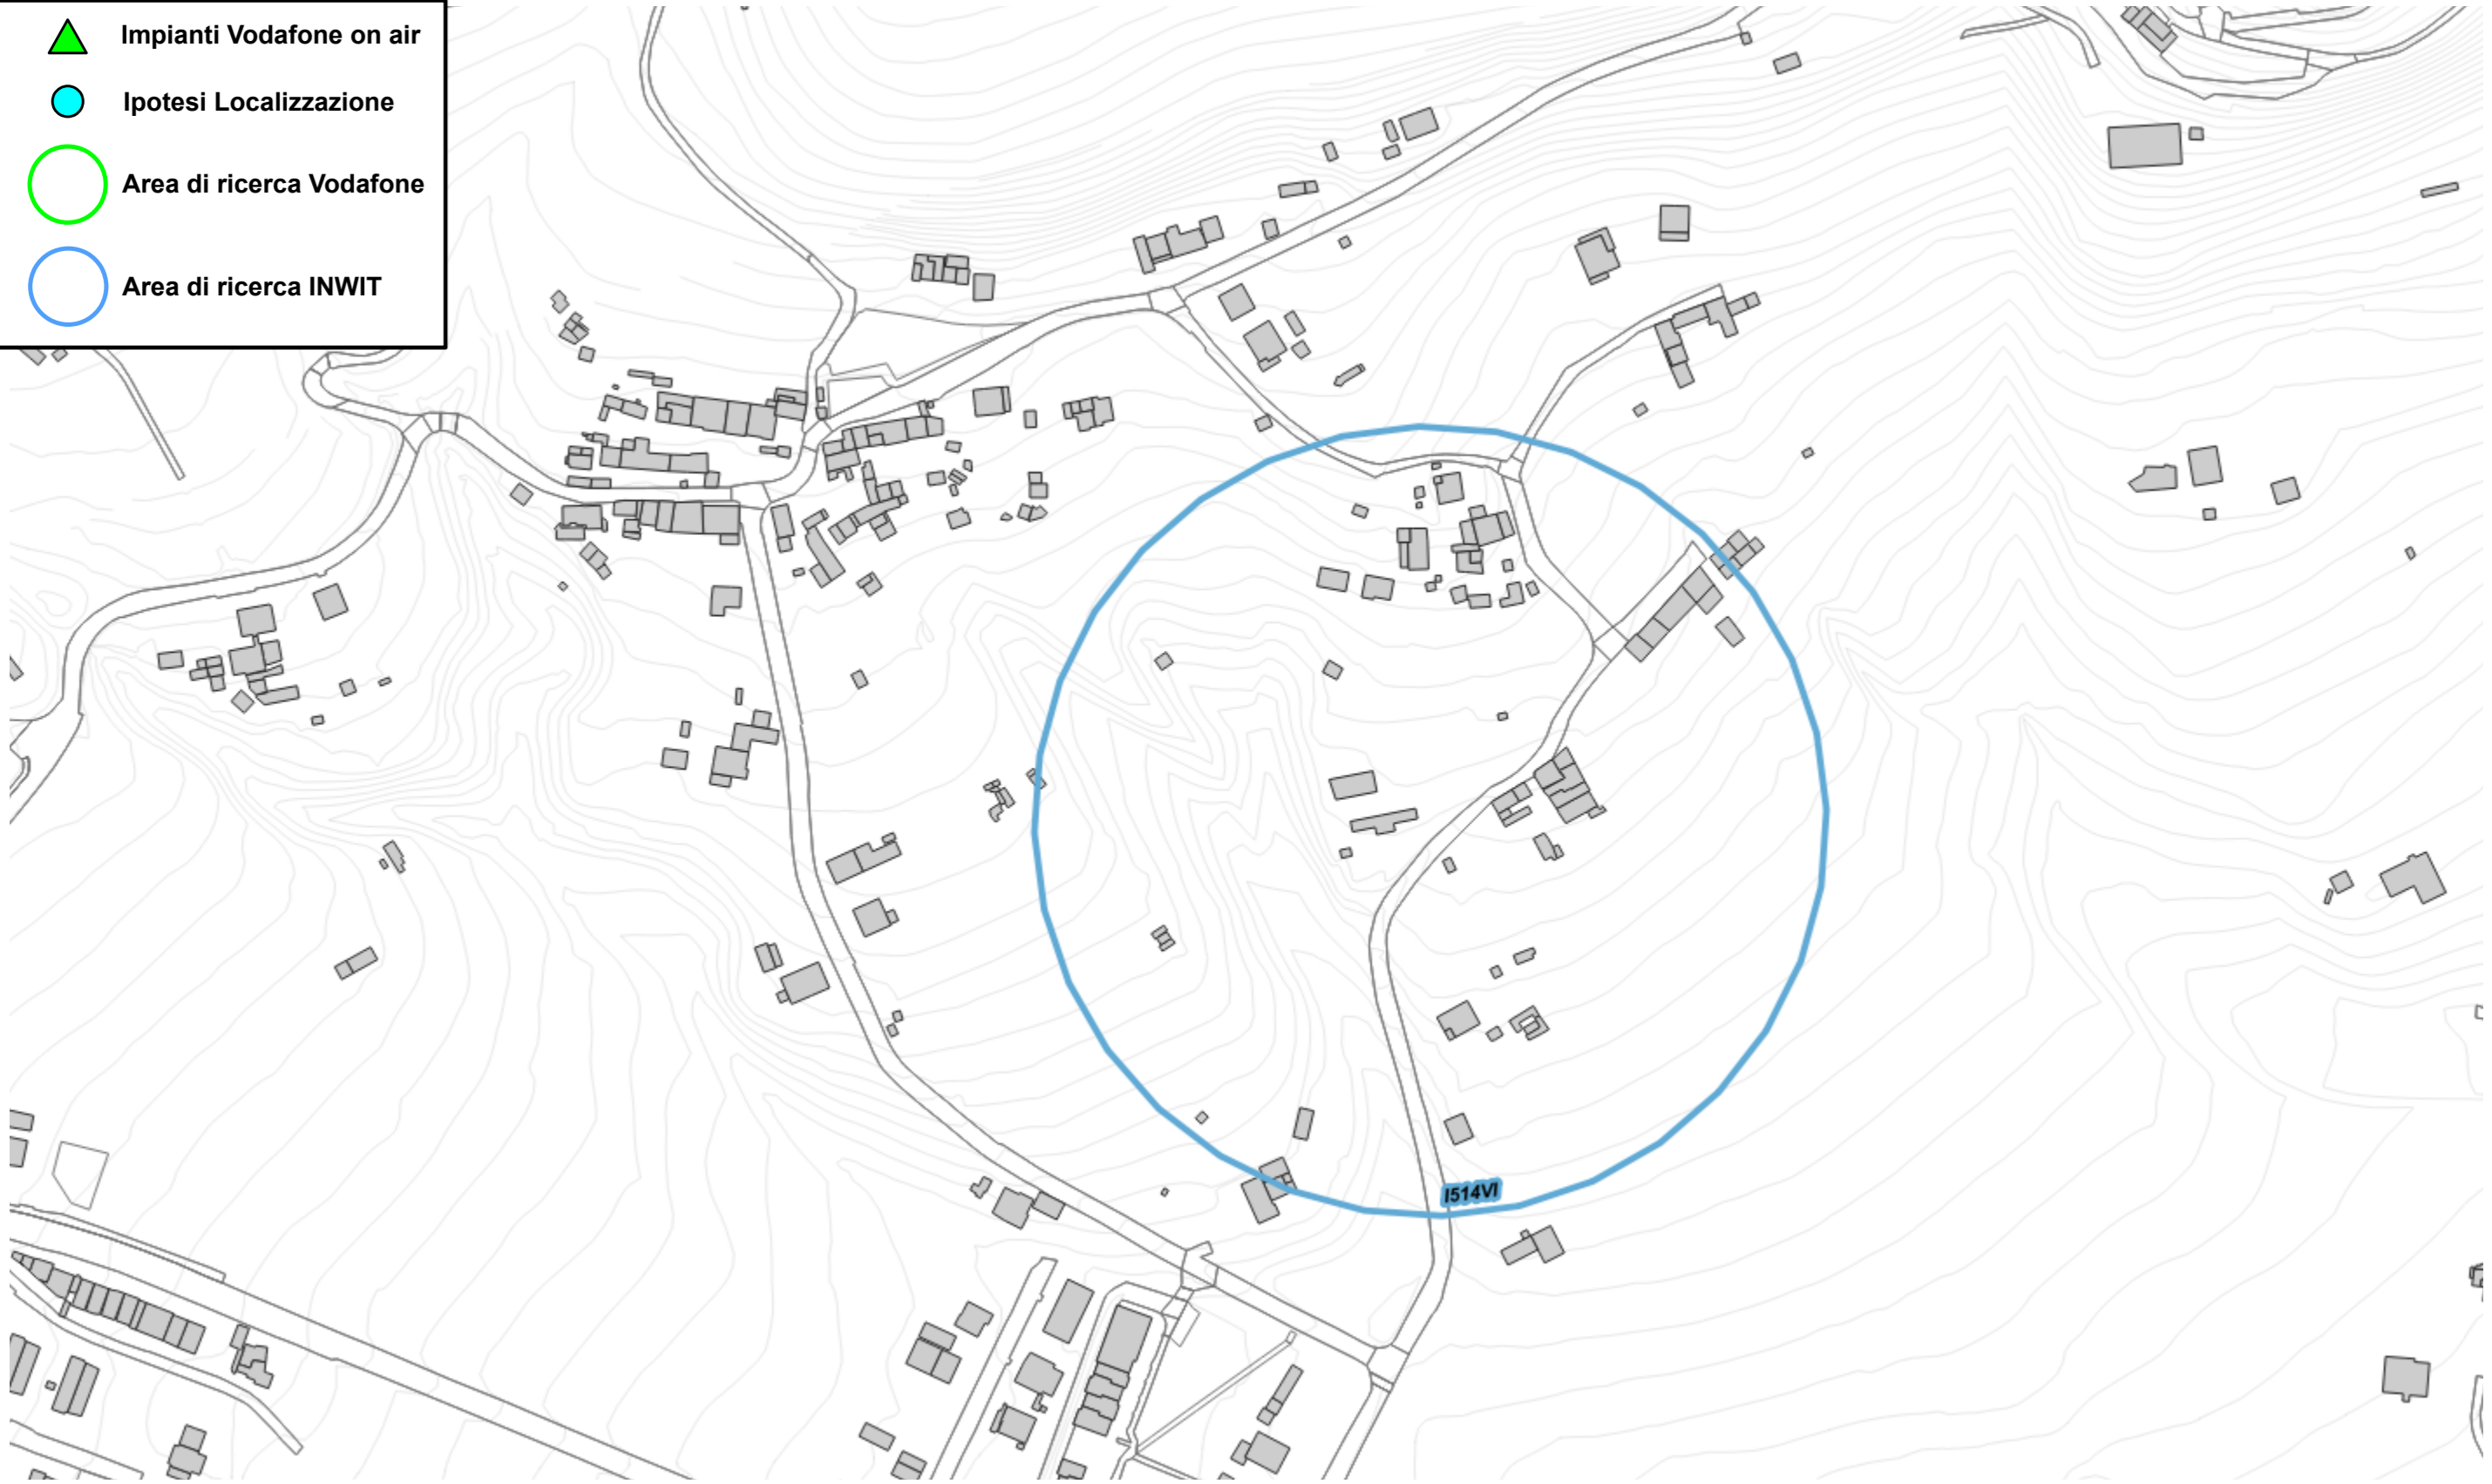 Impianti Vodafone on air
Ipotesi Localizzazione
Area di ricerca Vodafone
Area di ricerca INWIT
I514VI